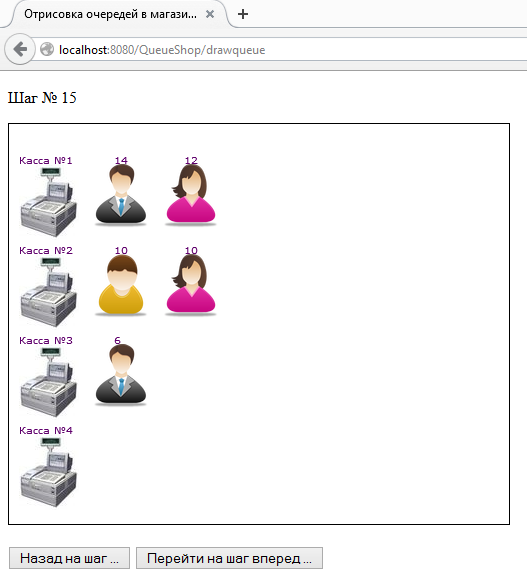 Отрисовка очередей в магази...
localhost:8080/QueueShop/drawqueue
Шаг № 15
Касса №1 14 12
Касса №2 10 10
Касса №3 6
Касса №4
Назад на шаг ... Перейти на шаг вперед ...